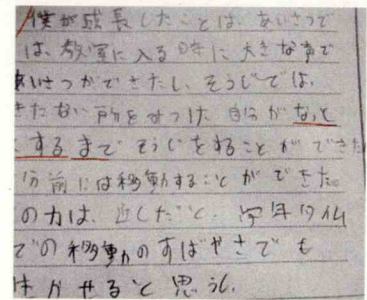 僕が成長したことは、あいさつで
は、教室に入る時に大きな声で
あいさつができたし、そうじでは、
きたない所をみつけ、自分がなっと
するまでそうじをすることができた
分前には移動することができた。
の力は、近したごと、学年タイム
での移動のすばやさでも
生かせると思うし、